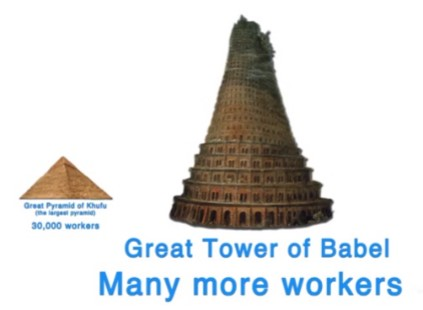 Great Pyramid of Khufu
(the largest pyramid)
30,000 workers
Great Tower of Babel
Many more workers